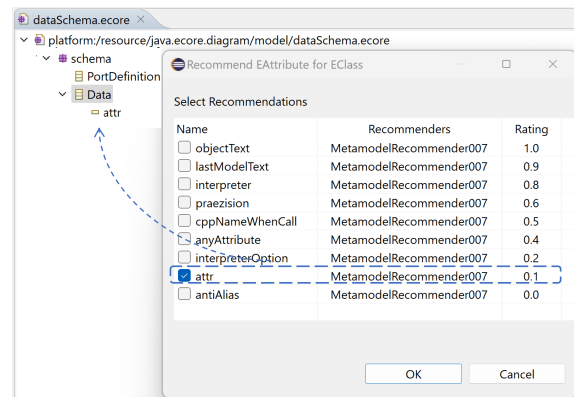 dataSchema.ecore
platform:/resource/java.ecore.diagram/model/dataSchema.ecore
schema
PortDefinition
Data
attr
Recommend EAttribute for EClass
Select Recommendations
Name Recommenders Rating
objectText MetamodelRecommender007 1.0
lastModelText MetamodelRecommender007 0.9
interpreter MetamodelRecommender007 0.8
praezision MetamodelRecommender007 0.6
cppNameWhenCall MetamodelRecommender007 0.5
anyAttribute MetamodelRecommender007 0.4
interpreterOption MetamodelRecommender007 0.2
attr MetamodelRecommender007 0.1
antiAlias MetamodelRecommender007 0.0
OK Cancel